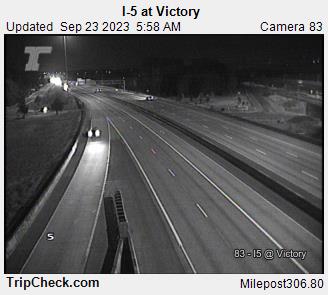 I-5 at Victory
Updated Sep 23 2023 5:58 AM Camera 83
S
83 - I5 @ Victory
TripCheck.com Milepost306.80